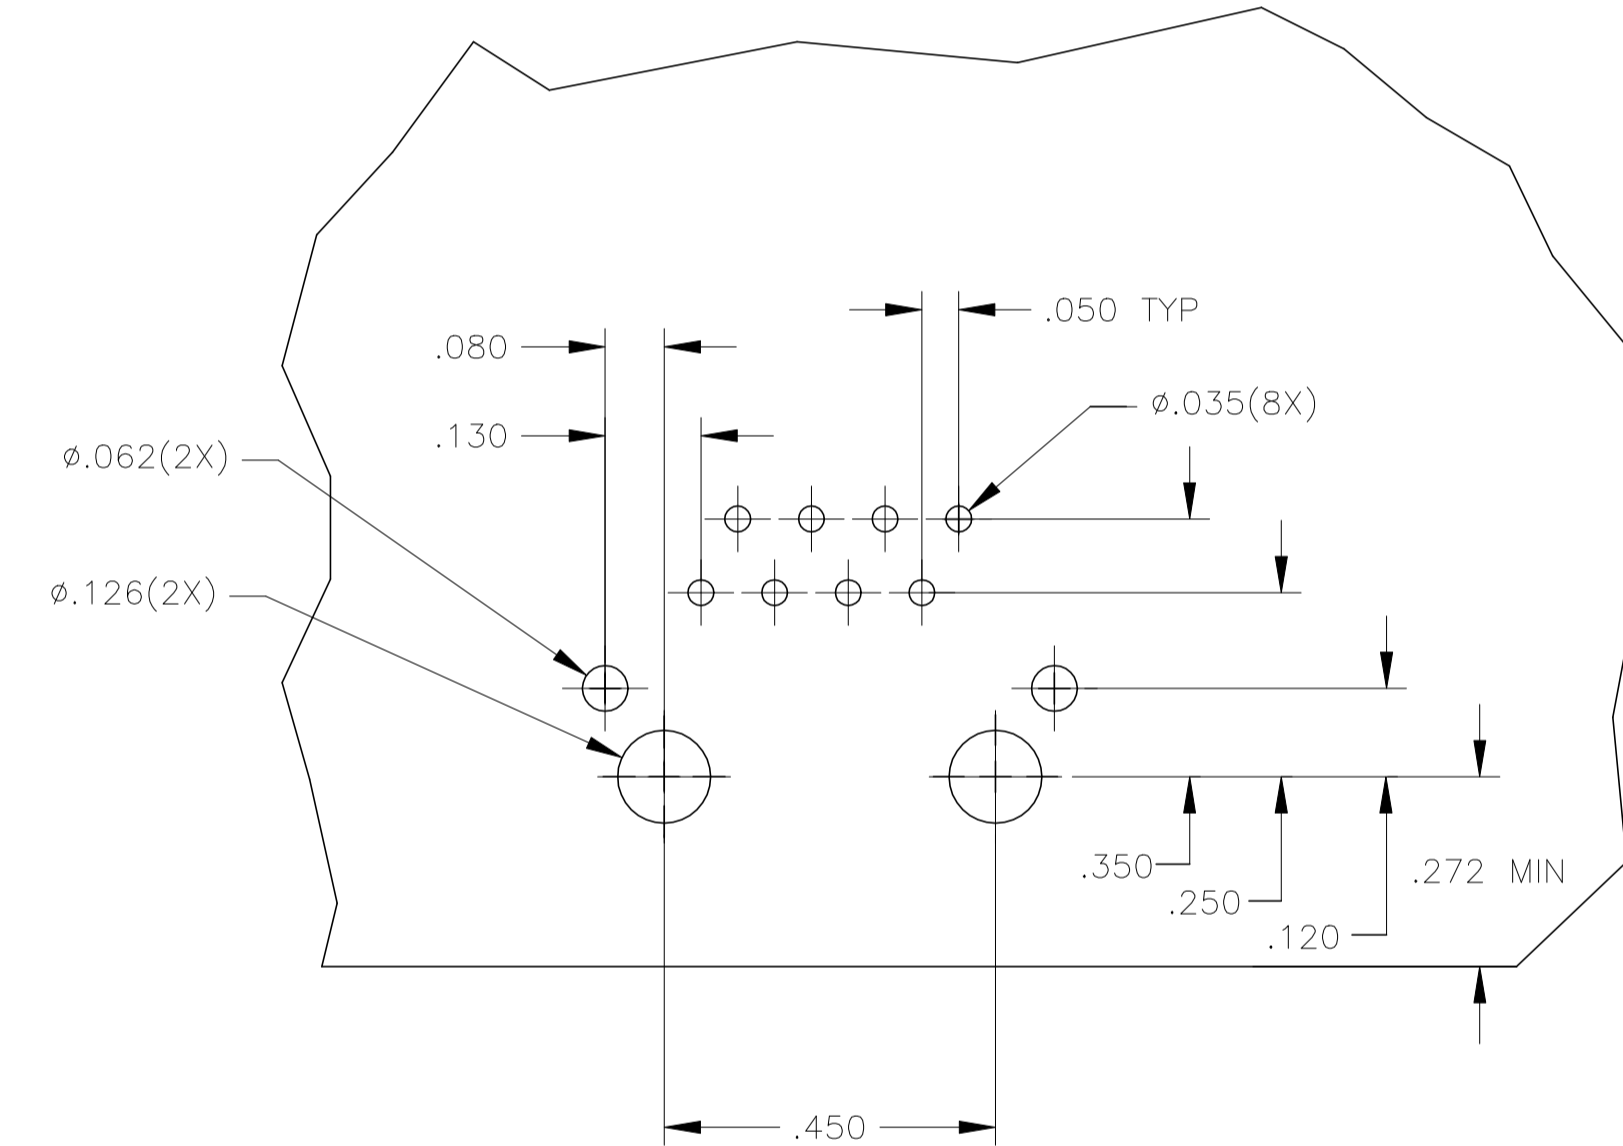 .050 TYP
.080
⌀.035(8X)
.130
⌀.062(2X)
⌀.126(2X)
.350
.272 MIN
.250
.120
.450